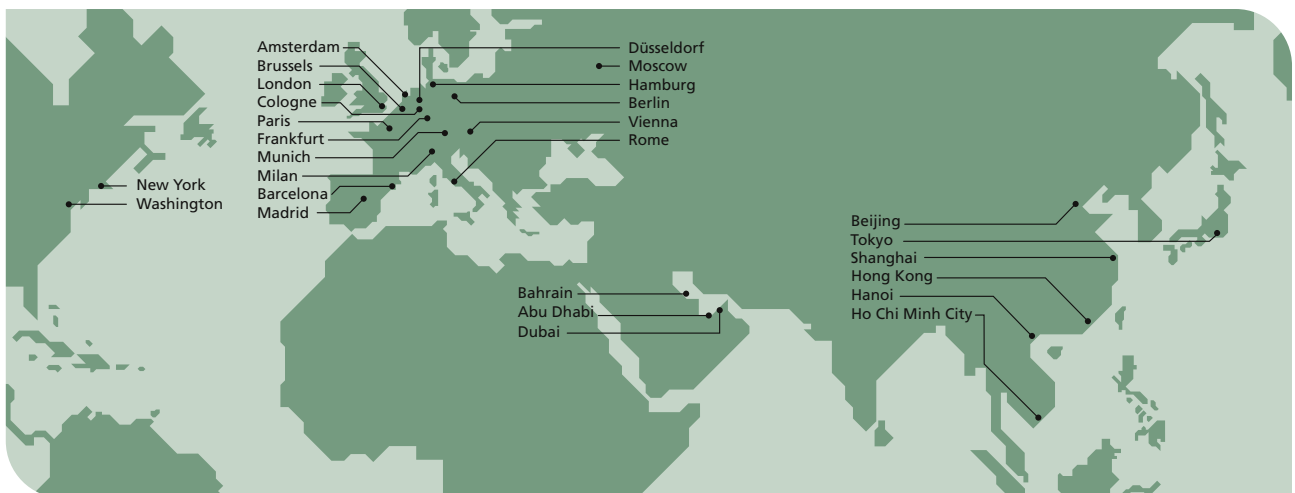 Amsterdam
Brussels
London
Cologne
Paris
Frankfurt
Munich
Milan
Barcelona
Madrid
Düsseldorf
Moscow
Hamburg
Berlin
Vienna
Rome
New York
Washington
Bahrain
Abu Dhabi
Dubai
Beijing
Tokyo
Shanghai
Hong Kong
Hanoi
Ho Chi Minh City